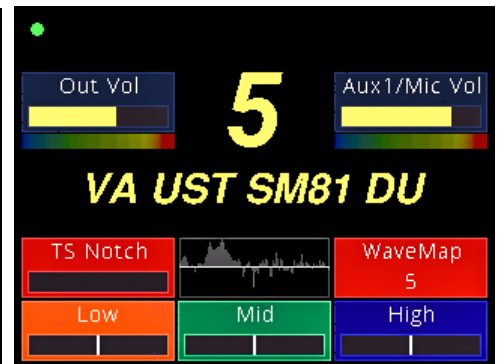 Out Vol
5
Aux1/Mic Vol
VA UST SM81 DU
TS Notch
WaveMap
5
Low
Mid
High